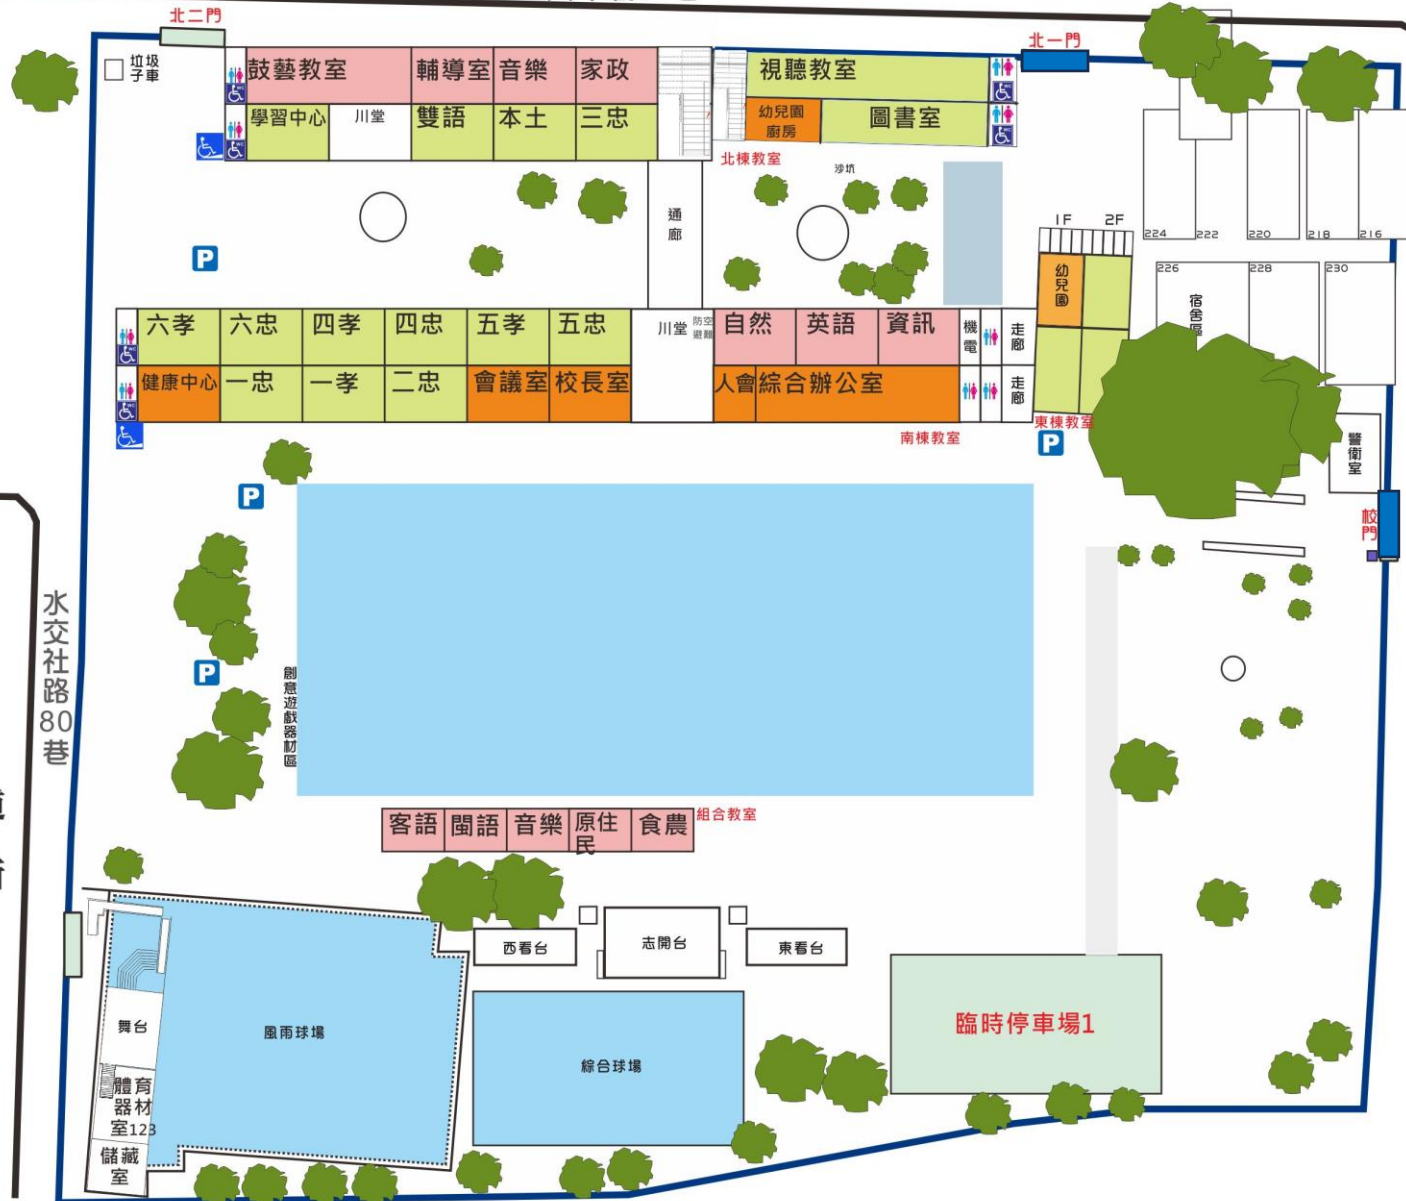 北二門
北一門
垃圾
子車
鼓藝教室
輔導室
音樂
家政
視聽教室
學習中心
川堂
雙語
本土
三忠
幼兒園
廚房
圖書室
北棟教室
沙坑
通廊
P
1F
2F
幼兒園
224
222
220
218
216
226
228
230
宿舍區
六孝
六忠
四孝
四忠
五孝
五忠
川堂
防空
避難
自然
英語
資訊
機電
走廊
健康中心
一忠
一孝
二忠
會議室
校長室
人會
綜合辦公室
走廊
南棟教室
東棟教室
P
警衛室
校門
P
水交社路80巷
P
創意遊戲器材區
客語
閩語
音樂
原住
民
食農
組合教室
西看台
志開台
東看台
舞台
風雨球場
綜合球場
臨時停車場1
體育
器材
室123
儲藏
室